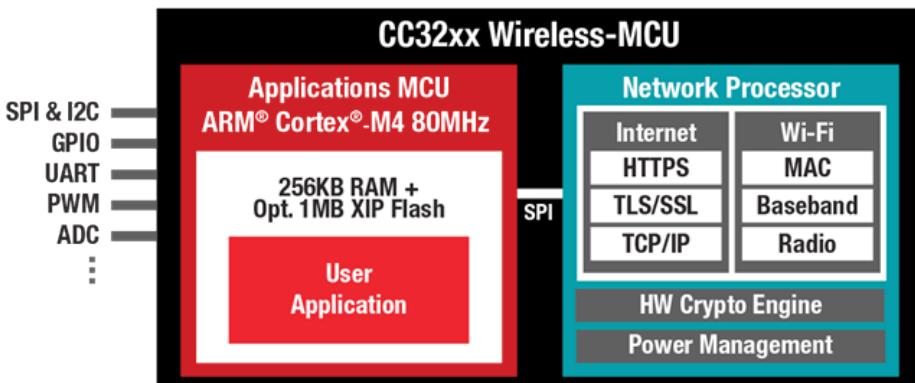 CC32xx Wireless-MCU
SPI & I2C
GPIO
UART
PWM
ADC
Applications MCU
ARM® Cortex®-M4 80MHz
256KB RAM +
Opt. 1MB XIP Flash
User
Application
SPI
Network Processor
Internet
HTTPS
TLS/SSL
TCP/IP
Wi-Fi
MAC
Baseband
Radio
HW Crypto Engine
Power Management